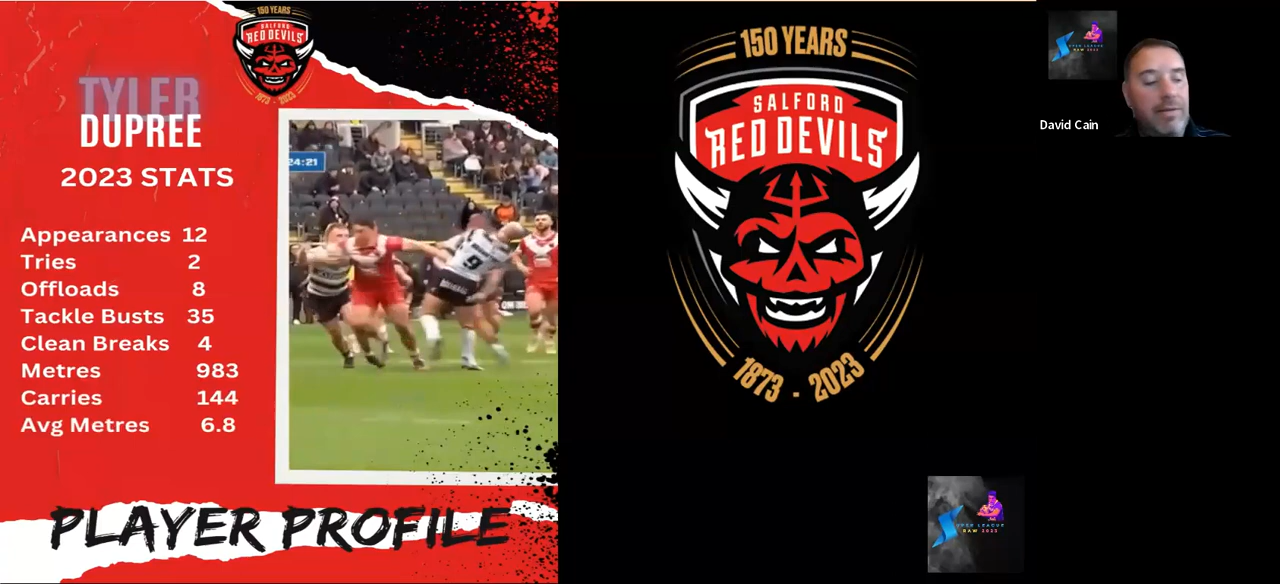 150 YEARS
SALFORD
RED DEVILS
1873 - 2023
TYLER
DUPREE
2023 STATS
Appearances 12
Tries 2
Offloads 8
Tackle Busts 35
Clean Breaks 4
Metres 983
Carries 144
Avg Metres 6.8
24:21
9
PLAYER PROFILE
150 YEARS
SALFORD
RED DEVILS
1873 - 2023
David Cain